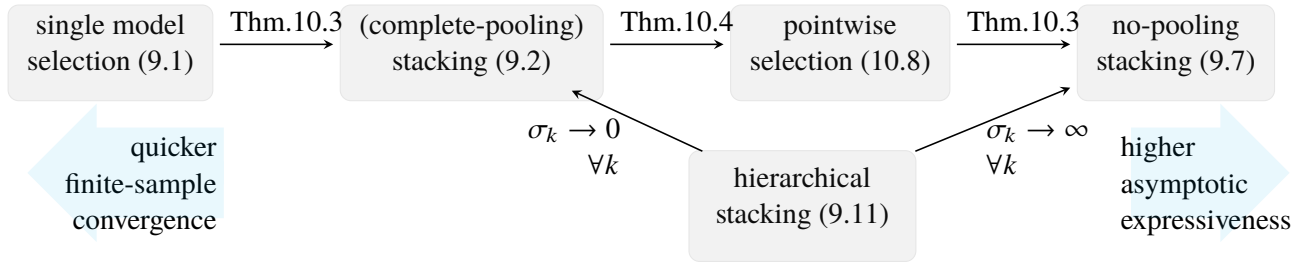 single model
selection (9.1)
Thm.10.3
(complete-pooling)
stacking (9.2)
Thm.10.4
pointwise
selection (10.8)
Thm.10.3
no-pooling
stacking (9.7)
quicker
finite-sample
convergence
σₖ → 0
∀k
hierarchical
stacking (9.11)
σₖ → ∞
∀k
higher
asymptotic
expressiveness